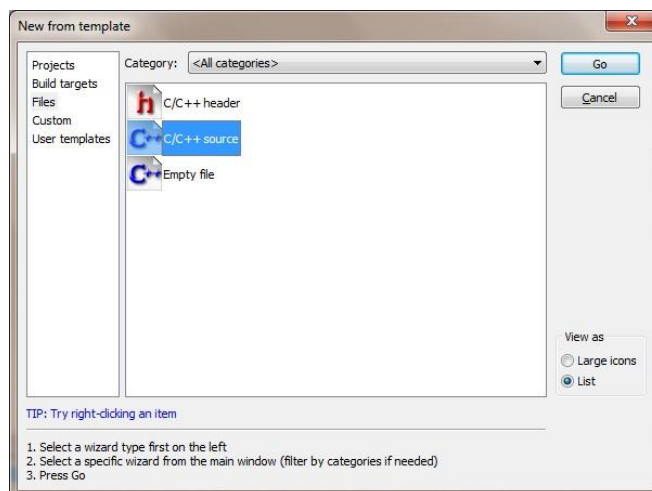 New from template
Projects
Build targets
Files
Custom
User templates
Category: <All categories>
h C/C++ header
C++ C/C++ source
C++ Empty file
Go
Cancel
View as
Large icons
List
TIP: Try right-clicking an item
1. Select a wizard type first on the left
2. Select a specific wizard from the main window (filter by categories if needed)
3. Press Go